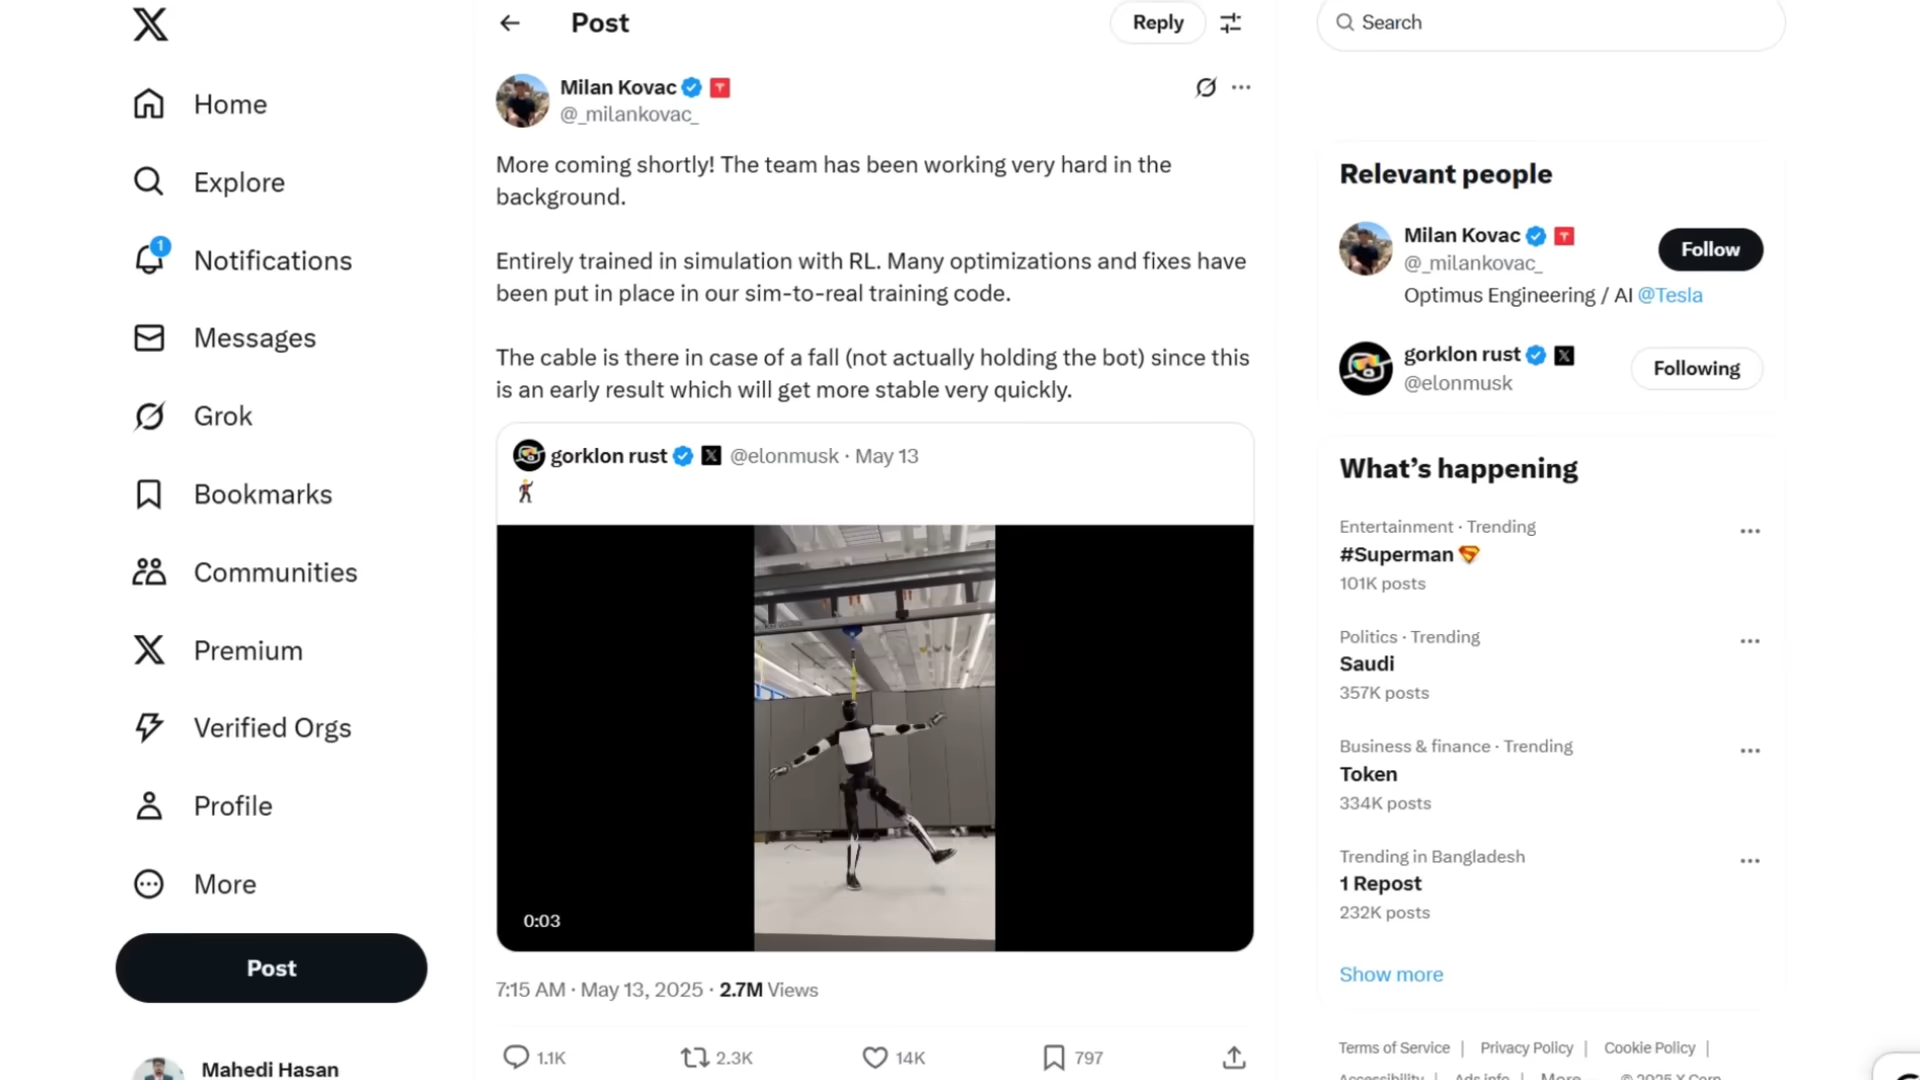 Home
Explore
1
Notifications
Messages
Grok
Bookmarks
Communities
Premium
Verified Orgs
Profile
More
Post
Mahedi Hasan
Post
Reply
Milan Kovac
@_milankovac_
More coming shortly! The team has been working very hard in the
background.
Entirely trained in simulation with RL. Many optimizations and fixes have
been put in place in our sim-to-real training code.
The cable is there in case of a fall (not actually holding the bot) since this
is an early result which will get more stable very quickly.
gorklon rust @elonmusk · May 13
0:03
7:15 AM · May 13, 2025 · 2.7M Views
1.1K 2.3K 14K 797
Search
Relevant people
Milan Kovac
@_milankovac_
Follow
Optimus Engineering / AI @Tesla
gorklon rust
@elonmusk
Following
What's happening
Entertainment · Trending
#Superman
101K posts
Politics · Trending
Saudi
357K posts
Business & finance · Trending
Token
334K posts
Trending in Bangladesh
1 Repost
232K posts
Show more
Terms of Service | Privacy Policy | Cookie Policy |
Accessibility | Ads info | More © 2025 X Corp